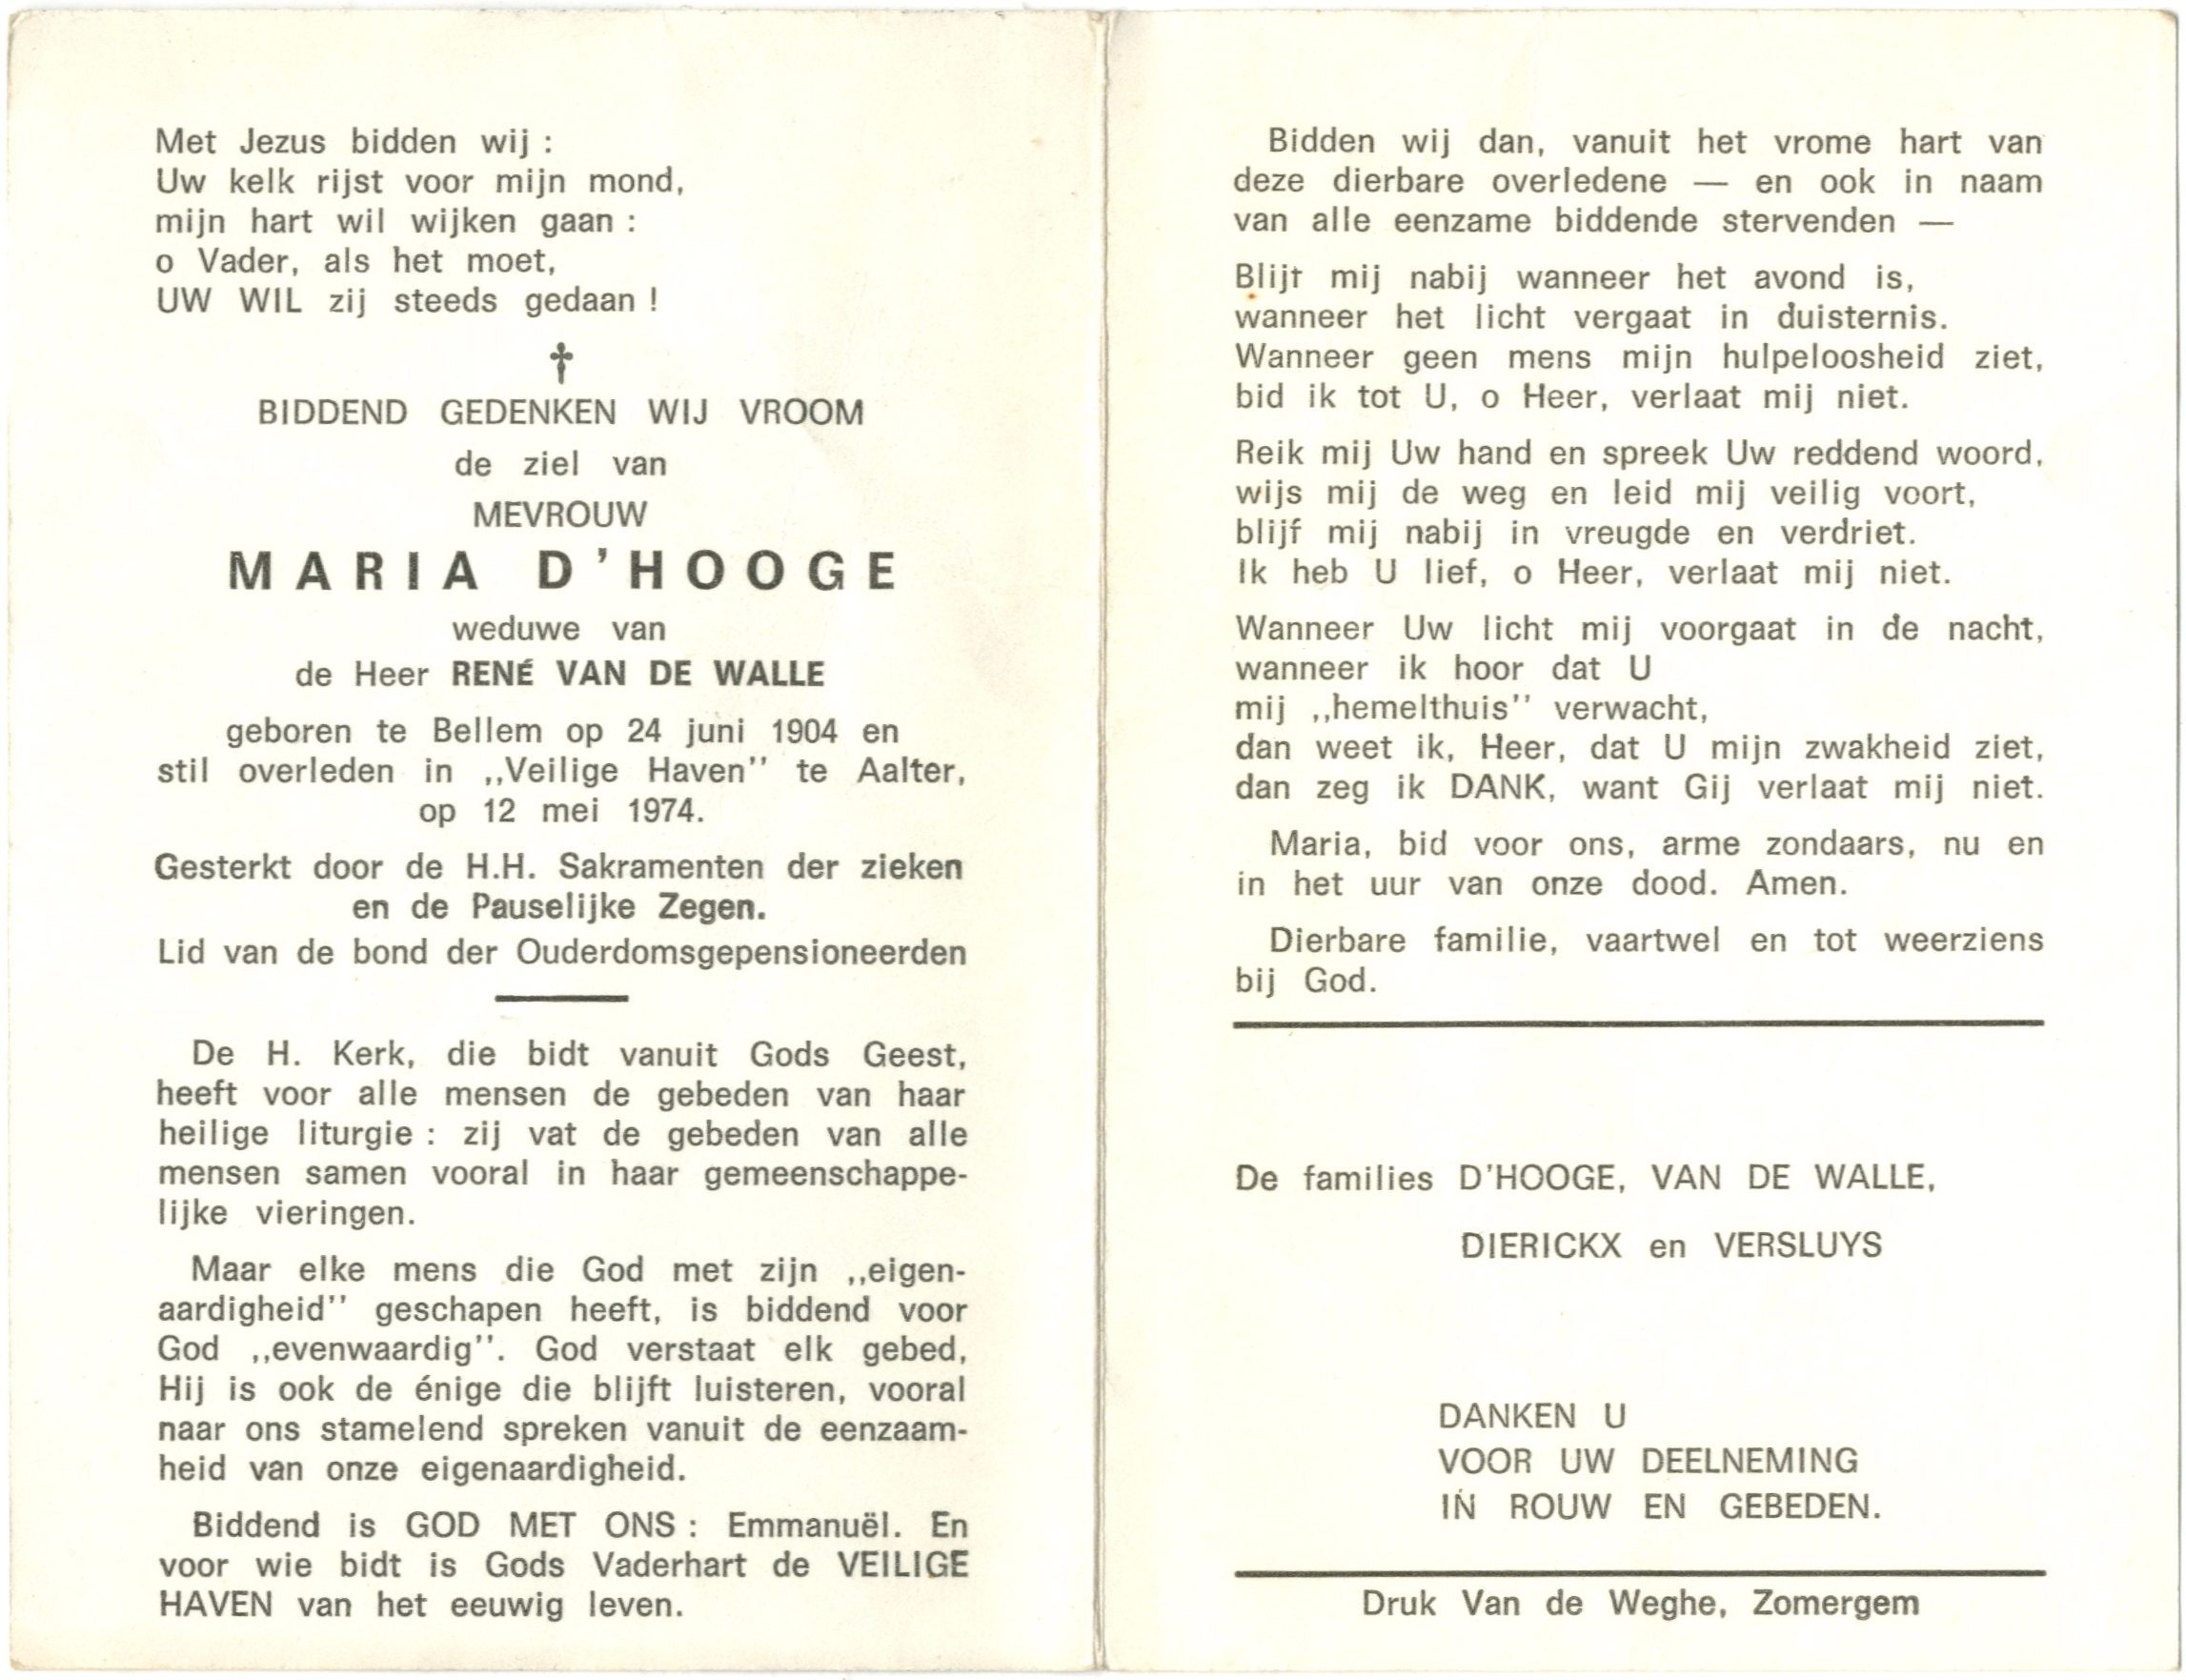 Met Jezus bidden wij :
Uw kelk rijst voor mijn mond,
mijn hart wil wijken gaan :
o Vader, als het moet,
UW WIL zij steeds gedaan !
BIDDEND GEDENKEN WIJ VROOM
de ziel van
MEVROUW
MARIA D'HOOGE
weduwe van
de Heer RENÉ VAN DE WALLE
geboren te Bellem op 24 juni 1904 en
stil overleden in ,,Veilige Haven'' te Aalter,
op 12 mei 1974.
Gesterkt door de H.H. Sakramenten der zieken
en de Pauselijke Zegen.
Lid van de bond der Ouderdomsgepensioneerden
De H. Kerk, die bidt vanuit Gods Geest,
heeft voor alle mensen de gebeden van haar
heilige liturgie : zij vat de gebeden van alle
mensen samen vooral in haar gemeenschappe-
lijke vieringen.
Maar elke mens die God met zijn ,,eigen-
aardigheid'' geschapen heeft, is biddend voor
God ,,evenwaardig''. God verstaat elk gebed,
Hij is ook de énige die blijft luisteren, vooral
naar ons stamelend spreken vanuit de eenzaam-
heid van onze eigenaardigheid.
Biddend is GOD MET ONS : Emmanuël. En
voor wie bidt is Gods Vaderhart de VEILIGE
HAVEN van het eeuwig leven.
Bidden wij dan, vanuit het vrome hart van
deze dierbare overledene — en ook in naam
van alle eenzame biddende stervenden —
Blijf mij nabij wanneer het avond is,
wanneer het licht vergaat in duisternis.
Wanneer geen mens mijn hulpeloosheid ziet,
bid ik tot U, o Heer, verlaat mij niet.
Reik mij Uw hand en spreek Uw reddend woord,
wijs mij de weg en leid mij veilig voort,
blijf mij nabij in vreugde en verdriet.
Ik heb U lief, o Heer, verlaat mij niet.
Wanneer Uw licht mij voorgaat in de nacht,
wanneer ik hoor dat U
mij ,,hemelthuis'' verwacht,
dan weet ik, Heer, dat U mijn zwakheid ziet,
dan zeg ik DANK, want Gij verlaat mij niet.
Maria, bid voor ons, arme zondaars, nu en
in het uur van onze dood. Amen.
Dierbare familie, vaartwel en tot weerziens
bij God.
De families D'HOOGE, VAN DE WALLE,
DIERICKX en VERSLUYS
DANKEN U
VOOR UW DEELNEMING
IN ROUW EN GEBEDEN.
Druk Van de Weghe, Zomergem